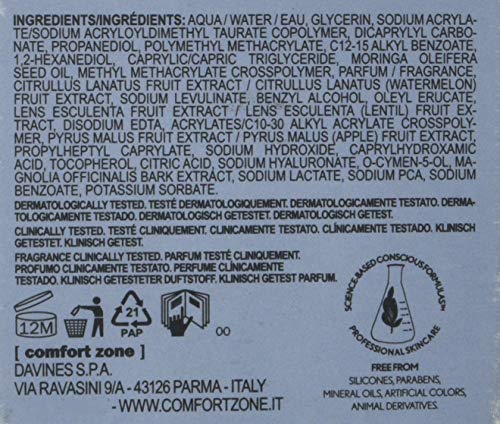 INGREDIENTS/INGRÉDIENTS: AQUA / WATER / EAU, GLYCERIN, SODIUM ACRYLA-
TE/SODIUM ACRYLOYLDIMETHYL TAURATE COPOLYMER, DICAPRYLYL CARBO-
NATE, PROPANEDIOL, POLYMETHYL METHACRYLATE, C12-15 ALKYL BENZOATE,
1,2-HEXANEDIOL, CAPRYLIC/CAPRIC TRIGLYCERIDE, MORINGA OLEIFERA
SEED OIL, METHYL METHACRYLATE CROSSPOLYMER, PARFUM / FRAGRANCE,
CITRULLUS LANATUS FRUIT EXTRACT / CITRULLUS LANATUS (WATERMELON)
FRUIT EXTRACT, SODIUM LEVULINATE, BENZYL ALCOHOL, OLEYL ERUCATE,
LENS ESCULENTA FRUIT EXTRACT / LENS ESCULENTA (LENTIL) FRUIT EX-
TRACT, DISODIUM EDTA, ACRYLATES/C10-30 ALKYL ACRYLATE CROSSPOLY-
MER, PYRUS MALUS FRUIT EXTRACT / PYRUS MALUS (APPLE) FRUIT EXTRACT,
PROPYLHEPTYL CAPRYLATE, SODIUM HYDROXIDE, CAPRYLHYDROXAMIC
ACID, TOCOPHEROL, CITRIC ACID, SODIUM HYALURONATE, O-CYMEN-5-OL, MA-
GNOLIA OFFICINALIS BARK EXTRACT, SODIUM LACTATE, SODIUM PCA, SODIUM
BENZOATE, POTASSIUM SORBATE.
DERMATOLOGICALLY TESTED. TESTÉ DERMATOLOGIQUEMENT. DERMATOLOGICAMENTE TESTATO. DERMA-
TOLOGICAMENTE TESTADO. DERMATOLOGISCH GETESTET. DERMATOLOGISCH GETEST.
CLINICALLY TESTED. TESTÉ CLINIQUEMENT. CLINICAMENTE TESTATO. CLÍNICAMENTE TESTADO. KLINISCH
GETESTET. KLINISCH GETEST.
FRAGRANCE CLINICALLY TESTED. PARFUM TESTÉ CLINIQUEMENT.
PROFUMO CLINICAMENTE TESTATO. PERFUME CLÍNICAMENTE
TESTADO. KLINISCH GETESTETER DUFTSTOFF. KLINISCH GETEST PARFUM.
SCIENCE-BASED CONSCIOUS FORMULAS™
PROFESSIONAL SKINCARE
12M
21
PAP
00
[ comfort zone ]
DAVINES S.P.A.
VIA RAVASINI 9/A - 43126 PARMA - ITALY
- WWW.COMFORTZONE.IT
FREE FROM
SILICONES, PARABENS,
MINERAL OILS, ARTIFICIAL COLORS,
ANIMAL DERIVATIVES.